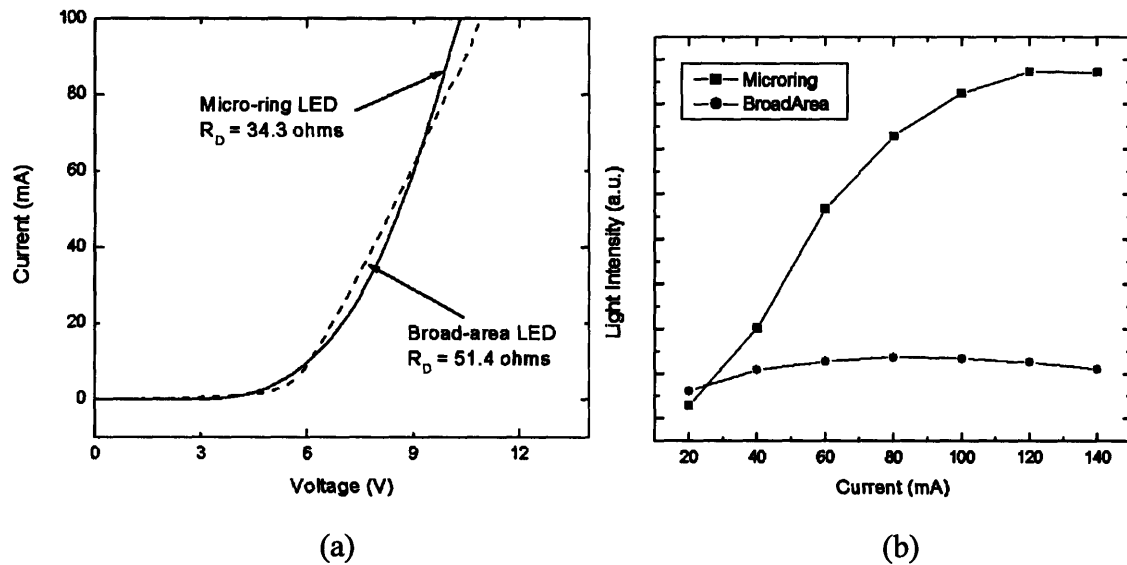 100
80
60
40
20
0
Current (mA)
0 3 6 9 12
Voltage (V)
Micro-ring LED
R_D = 34.3 ohms
Broad-area LED
R_D = 51.4 ohms
(a)
Microring
BroadArea
Light Intensity (a.u.)
20 40 60 80 100 120 140
Current (mA)
(b)